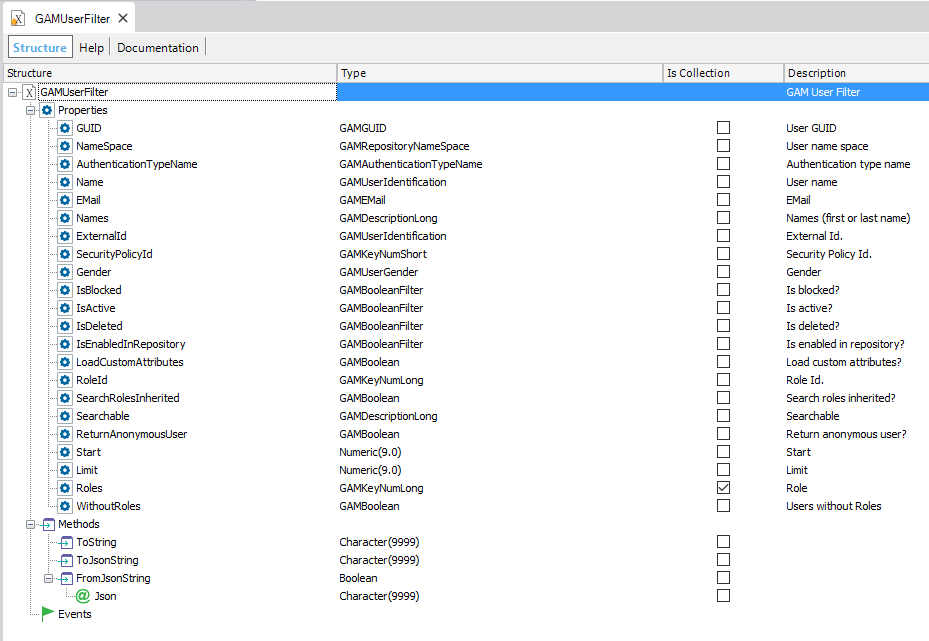 GAMUserFilter
Structure Help Documentation
Structure Type Is Collection Description
GAMUserFilter GAM User Filter
Properties
GUID GAMGUID User GUID
NameSpace GAMRepositoryNameSpace User name space
AuthenticationTypeName GAMAuthenticationTypeName Authentication type name
Name GAMUserIdentification User name
EMail GAMEMail EMail
Names GAMDescriptionLong Names (first or last name)
ExternalId GAMUserIdentification External Id.
SecurityPolicyId GAMKeyNumShort Security Policy Id.
Gender GAMUserGender Gender
IsBlocked GAMBooleanFilter Is blocked?
IsActive GAMBooleanFilter Is active?
IsDeleted GAMBooleanFilter Is deleted?
IsEnabledInRepository GAMBooleanFilter Is enabled in repository?
LoadCustomAttributes GAMBoolean Load custom attributes?
RoleId GAMKeyNumLong Role Id.
SearchRolesInherited GAMBoolean Search roles inherited?
Searchable GAMDescriptionLong Searchable
ReturnAnonymousUser GAMBoolean Return anonymous user?
Start Numeric(9.0) Start
Limit Numeric(9.0) Limit
Roles GAMKeyNumLong Role
WithoutRoles GAMBoolean Users without Roles
Methods
ToString Character(9999)
ToJsonString Character(9999)
FromJsonString Boolean
Json Character(9999)
Events